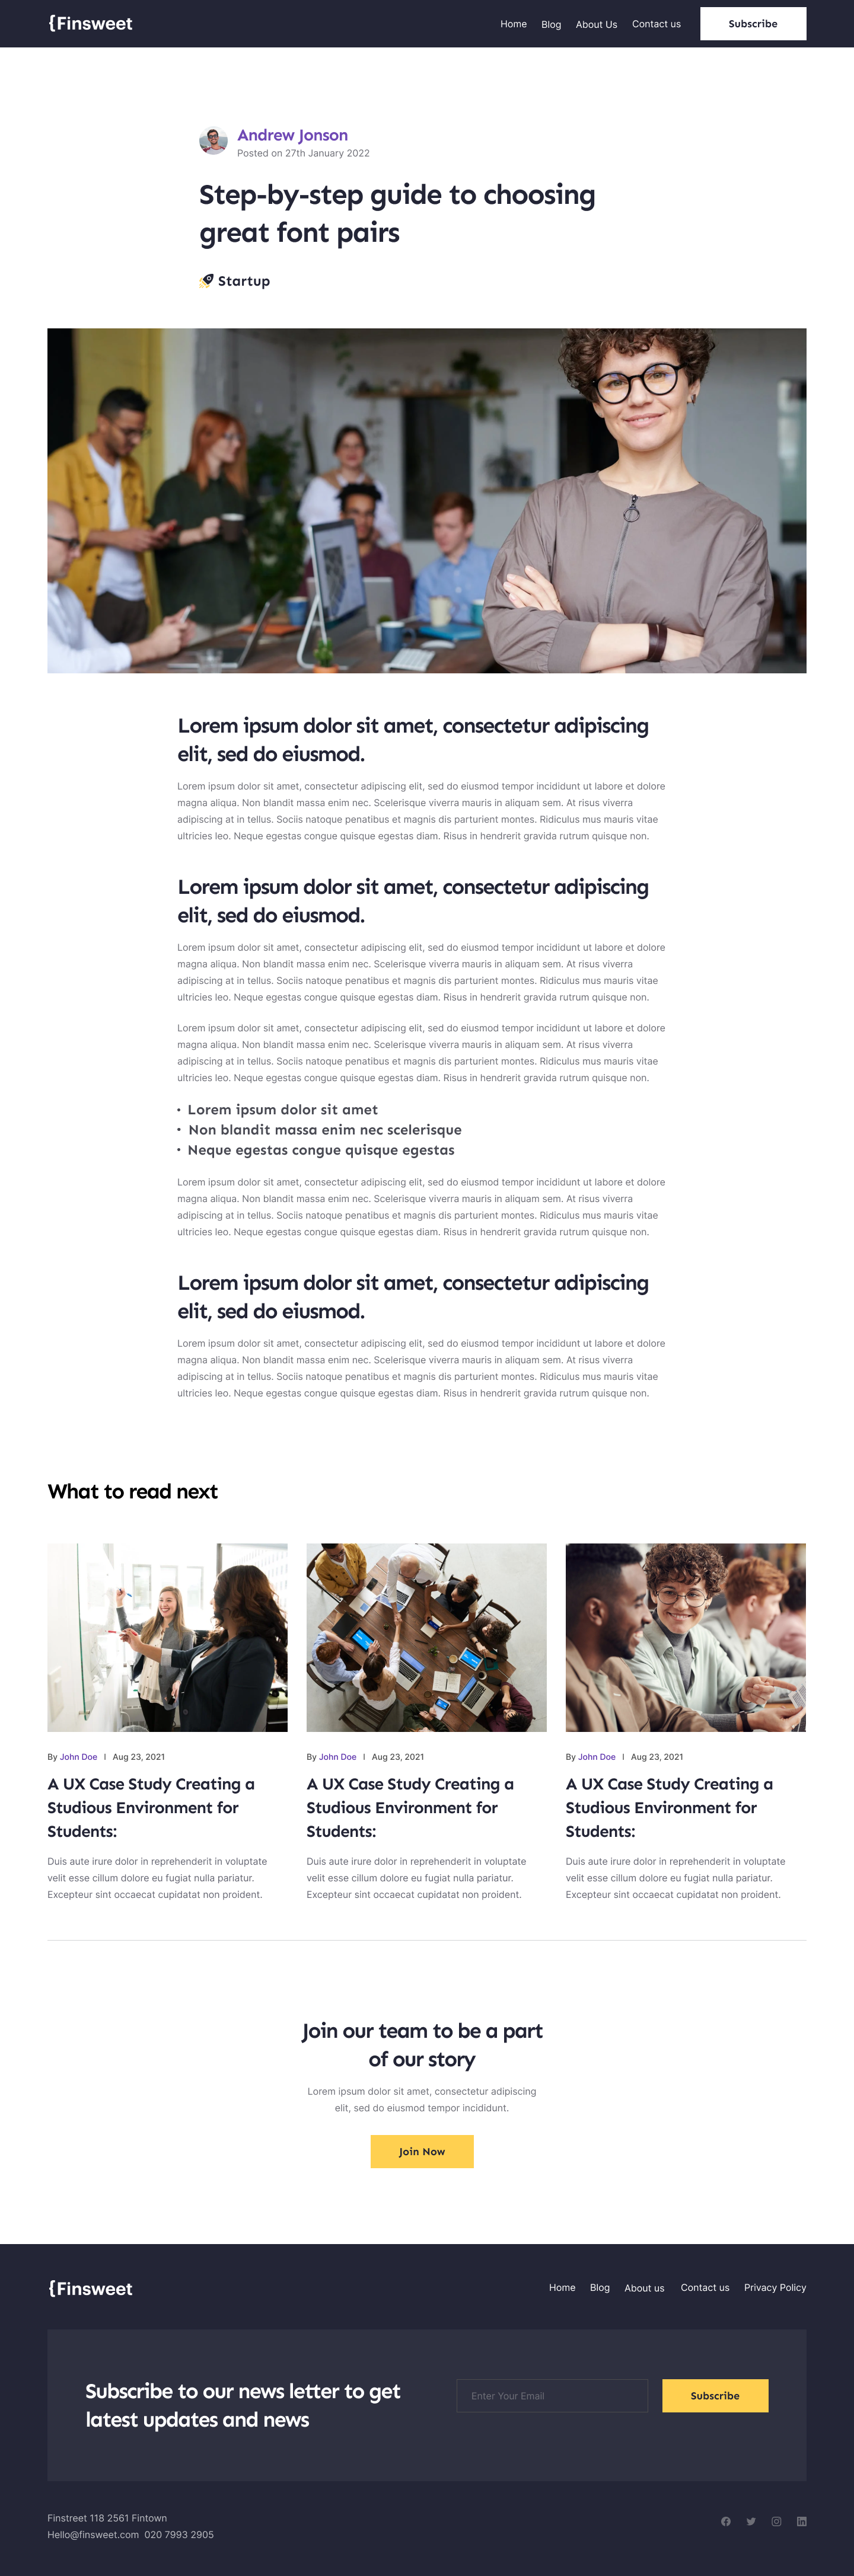 {Finsweet
Home Blog About Us Contact us Subscribe
Andrew Jonson
Posted on 27th January 2022
Step-by-step guide to choosing
great font pairs
Startup
Lorem ipsum dolor sit amet, consectetur adipiscing
elit, sed do eiusmod.
Lorem ipsum dolor sit amet, consectetur adipiscing elit, sed do eiusmod tempor incididunt ut labore et dolore
magna aliqua. Non blandit massa enim nec. Scelerisque viverra mauris in aliquam sem. At risus viverra
adipiscing at in tellus. Sociis natoque penatibus et magnis dis parturient montes. Ridiculus mus mauris vitae
ultricies leo. Neque egestas congue quisque egestas diam. Risus in hendrerit gravida rutrum quisque non.
Lorem ipsum dolor sit amet, consectetur adipiscing
elit, sed do eiusmod.
Lorem ipsum dolor sit amet, consectetur adipiscing elit, sed do eiusmod tempor incididunt ut labore et dolore
magna aliqua. Non blandit massa enim nec. Scelerisque viverra mauris in aliquam sem. At risus viverra
adipiscing at in tellus. Sociis natoque penatibus et magnis dis parturient montes. Ridiculus mus mauris vitae
ultricies leo. Neque egestas congue quisque egestas diam. Risus in hendrerit gravida rutrum quisque non.
Lorem ipsum dolor sit amet, consectetur adipiscing elit, sed do eiusmod tempor incididunt ut labore et dolore
magna aliqua. Non blandit massa enim nec. Scelerisque viverra mauris in aliquam sem. At risus viverra
adipiscing at in tellus. Sociis natoque penatibus et magnis dis parturient montes. Ridiculus mus mauris vitae
ultricies leo. Neque egestas congue quisque egestas diam. Risus in hendrerit gravida rutrum quisque non.
• Lorem ipsum dolor sit amet
• Non blandit massa enim nec scelerisque
• Neque egestas congue quisque egestas
Lorem ipsum dolor sit amet, consectetur adipiscing elit, sed do eiusmod tempor incididunt ut labore et dolore
magna aliqua. Non blandit massa enim nec. Scelerisque viverra mauris in aliquam sem. At risus viverra
adipiscing at in tellus. Sociis natoque penatibus et magnis dis parturient montes. Ridiculus mus mauris vitae
ultricies leo. Neque egestas congue quisque egestas diam. Risus in hendrerit gravida rutrum quisque non.
Lorem ipsum dolor sit amet, consectetur adipiscing
elit, sed do eiusmod.
Lorem ipsum dolor sit amet, consectetur adipiscing elit, sed do eiusmod tempor incididunt ut labore et dolore
magna aliqua. Non blandit massa enim nec. Scelerisque viverra mauris in aliquam sem. At risus viverra
adipiscing at in tellus. Sociis natoque penatibus et magnis dis parturient montes. Ridiculus mus mauris vitae
ultricies leo. Neque egestas congue quisque egestas diam. Risus in hendrerit gravida rutrum quisque non.
What to read next
By John Doe | Aug 23, 2021
A UX Case Study Creating a
Studious Environment for
Students:
Duis aute irure dolor in reprehenderit in voluptate
velit esse cillum dolore eu fugiat nulla pariatur.
Excepteur sint occaecat cupidatat non proident.
By John Doe | Aug 23, 2021
A UX Case Study Creating a
Studious Environment for
Students:
Duis aute irure dolor in reprehenderit in voluptate
velit esse cillum dolore eu fugiat nulla pariatur.
Excepteur sint occaecat cupidatat non proident.
By John Doe | Aug 23, 2021
A UX Case Study Creating a
Studious Environment for
Students:
Duis aute irure dolor in reprehenderit in voluptate
velit esse cillum dolore eu fugiat nulla pariatur.
Excepteur sint occaecat cupidatat non proident.
Join our team to be a part
of our story
Lorem ipsum dolor sit amet, consectetur adipiscing
elit, sed do eiusmod tempor incididunt.
Join Now
{Finsweet
Home Blog About us Contact us Privacy Policy
Subscribe to our news letter to get
latest updates and news
Enter Your Email
Subscribe
Finstreet 118 2561 Fintown
Hello@finsweet.com 020 7993 2905